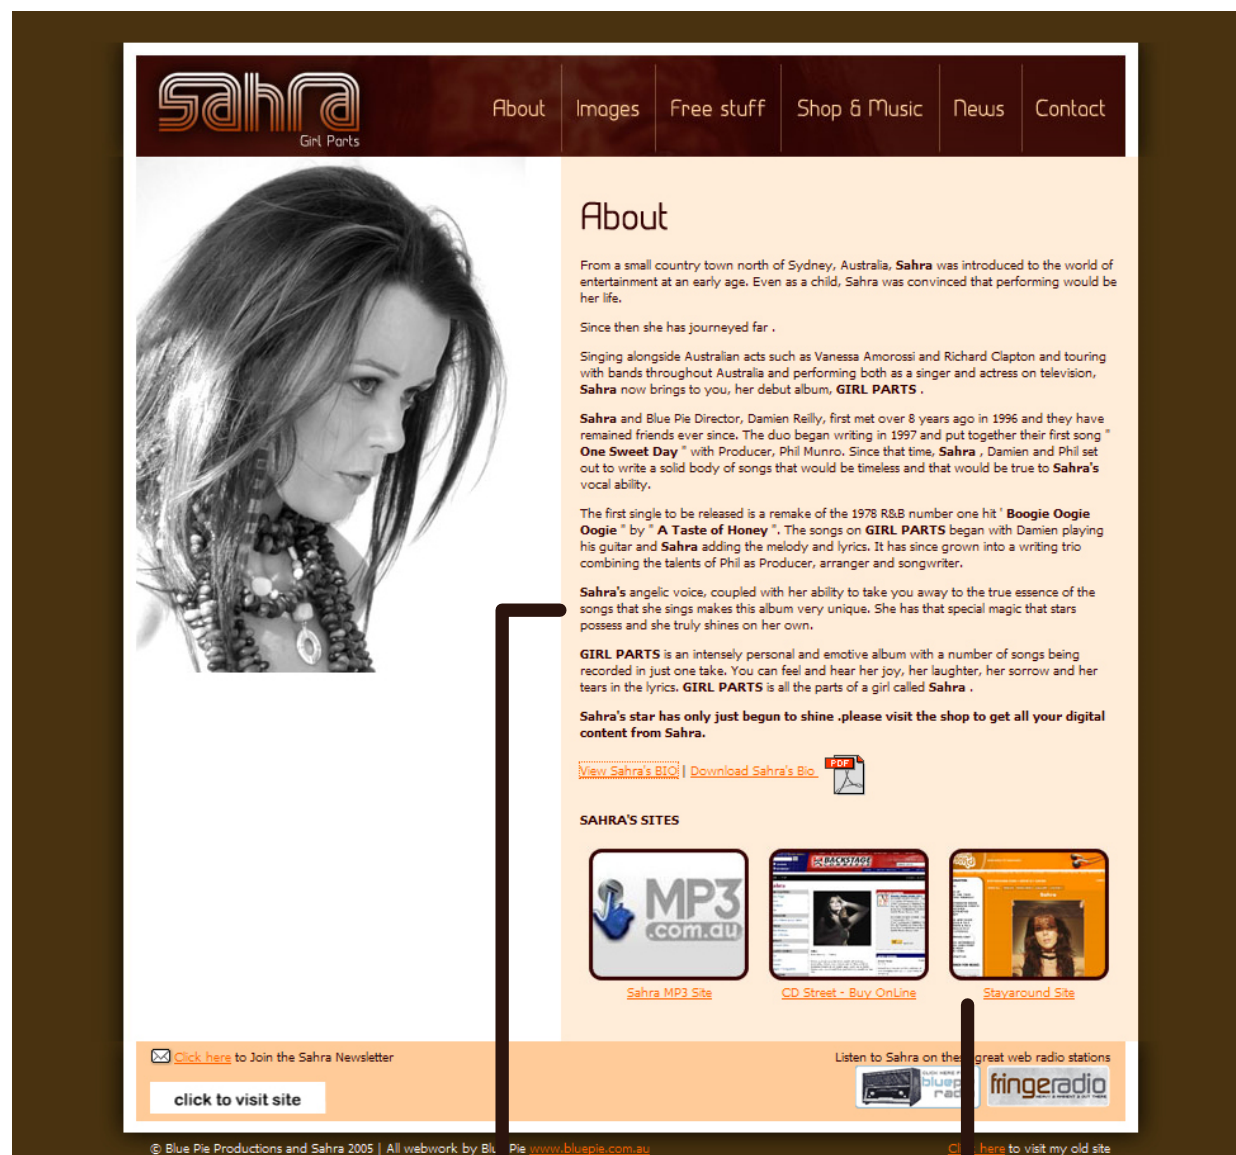 sahra
Girl Parts
About
Images
Free stuff
Shop & Music
News
Contact
About
From a small country town north of Sydney, Australia, Sahra was introduced to the world of
entertainment at an early age. Even as a child, Sahra was convinced that performing would be
her life.
Since then she has journeyed far .
Singing alongside Australian acts such as Vanessa Amorossi and Richard Clapton and touring
with bands throughout Australia and performing both as a singer and actress on television,
Sahra now brings to you, her debut album, GIRL PARTS .
Sahra and Blue Pie Director, Damien Reilly, first met over 8 years ago in 1996 and they have
remained friends ever since. The duo began writing in 1997 and put together their first song "
One Sweet Day " with Producer, Phil Munro. Since that time, Sahra , Damien and Phil set
out to write a solid body of songs that would be timeless and that would be true to Sahra's
vocal ability.
The first single to be released is a remake of the 1978 R&B number one hit ' Boogie Oogie
Oogie " by " A Taste of Honey ". The songs on GIRL PARTS began with Damien playing
his guitar and Sahra adding the melody and lyrics. It has since grown into a writing trio
combining the talents of Phil as Producer, arranger and songwriter.
Sahra's angelic voice, coupled with her ability to take you away to the true essence of the
songs that she sings makes this album very unique. She has that special magic that stars
possess and she truly shines on her own.
GIRL PARTS is an intensely personal and emotive album with a number of songs being
recorded in just one take. You can feel and hear her joy, her laughter, her sorrow and her
tears in the lyrics. GIRL PARTS is all the parts of a girl called Sahra .
Sahra's star has only just begun to shine .please visit the shop to get all your digital
content from Sahra.
View Sahra's BIO | Download Sahra's Bio
PDF
SAHRA'S SITES
MP3
.com.au
BACKSTAGE
Sahra
Sahra MP3 Site
CD Street - Buy OnLine
Stayaround Site
Click here to Join the Sahra Newsletter
click to visit site
Listen to Sahra on these great web radio stations
CLICK HERE F
bluep
rad
fringeradio
© Blue Pie Productions and Sahra 2005 | All webwork by Blue Pie www.bluepie.com.au
Click here to visit my old site